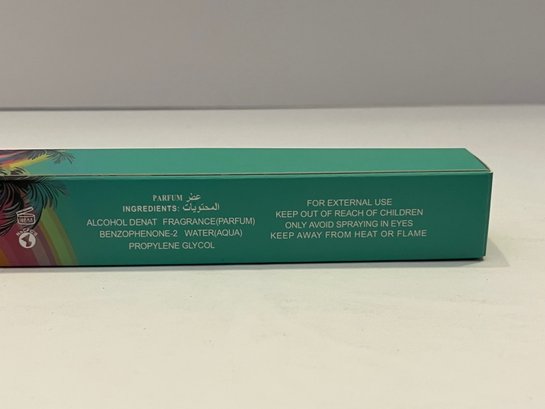 PARFUM عطر
INGREDIENTS: المحتويات
ALCOHOL DENAT FRAGRANCE(PARFUM)
BENZOPHENONE-2 WATER(AQUA)
PROPYLENE GLYCOL
FOR EXTERNAL USE
KEEP OUT OF REACH OF CHILDREN
ONLY AVOID SPRAYING IN EYES
KEEP AWAY FROM HEAT OR FLAME